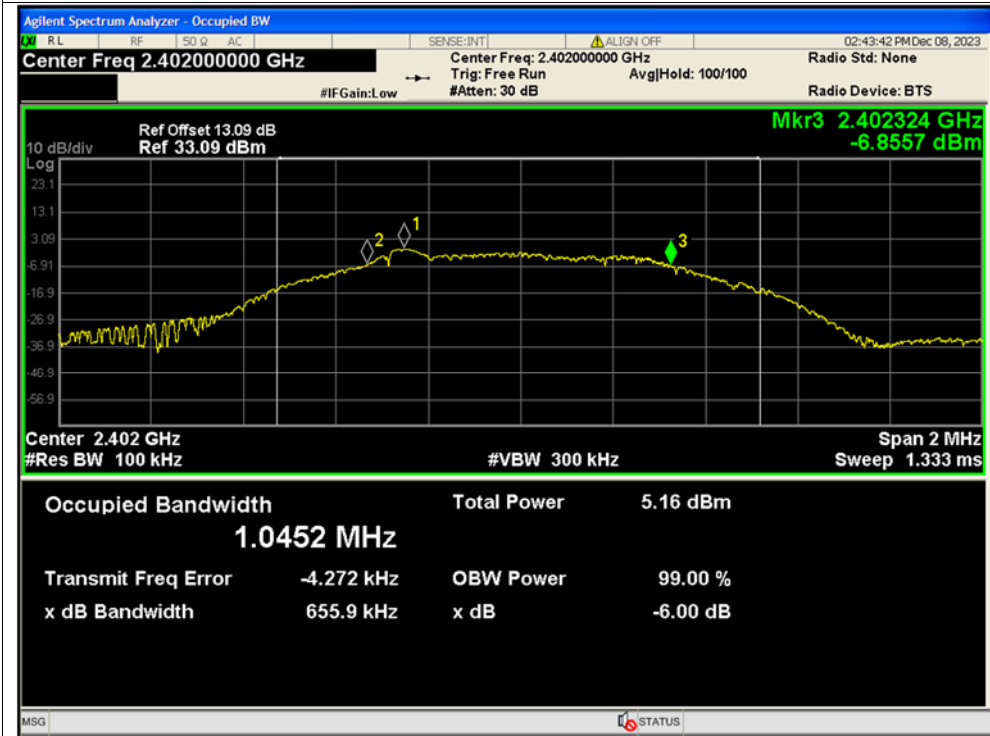 Agilent Spectrum Analyzer - Occupied BW
LXI RL RF 50 Ω AC SENSE:INT ALIGN OFF 02:43:42 PM Dec 08, 2023
Center Freq 2.402000000 GHz Center Freq: 2.402000000 GHz Radio Std: None
Trig: Free Run Avg|Hold: 100/100
#IFGain:Low #Atten: 30 dB Radio Device: BTS
Mkr3 2.402324 GHz
-6.8557 dBm
Ref Offset 13.09 dB
10 dB/div Ref 33.09 dBm
Log
23.1
13.1
3.09
-6.91
-16.9
-26.9
-36.9
-46.9
-56.9
1
2
3
Center 2.402 GHz Span 2 MHz
#Res BW 100 kHz #VBW 300 kHz Sweep 1.333 ms
Occupied Bandwidth Total Power 5.16 dBm
1.0452 MHz
Transmit Freq Error -4.272 kHz OBW Power 99.00 %
x dB Bandwidth 655.9 kHz x dB -6.00 dB
MSG STATUS